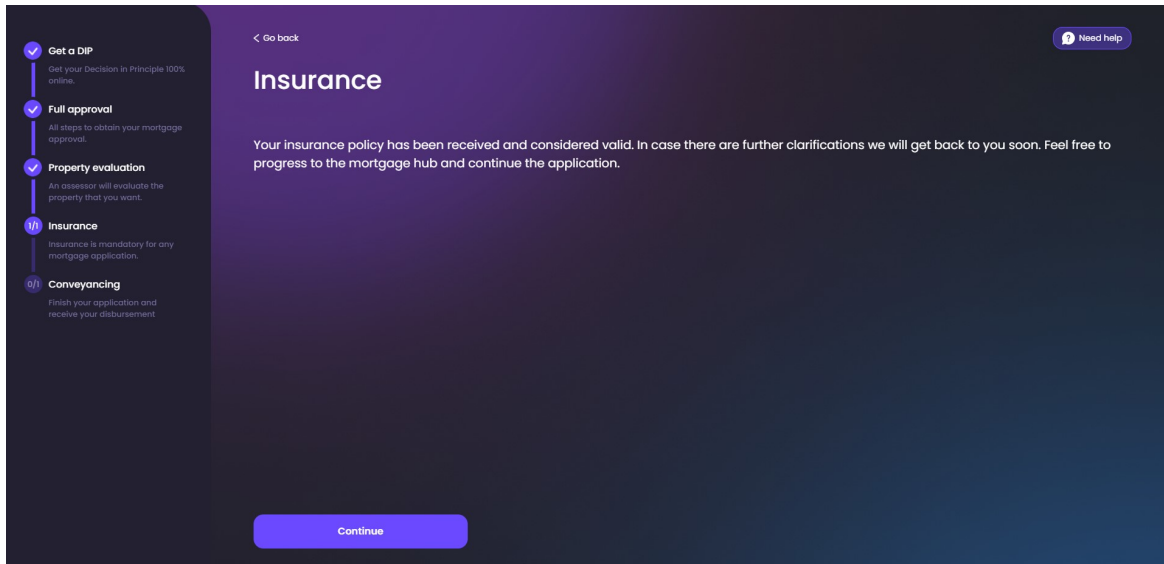 Get a DIP
Get your Decision in Principle 100%
online.
Full approval
All steps to obtain your mortgage
approval.
Property evaluation
An assessor will evaluate the
property that you want.
1/1 Insurance
Insurance is mandatory for any
mortgage application.
0/1 Conveyancing
Finish your application and
receive your disbursement
< Go back
? Need help
Insurance
Your insurance policy has been received and considered valid. In case there are further clarifications we will get back to you soon. Feel free to
progress to the mortgage hub and continue the application.
Continue